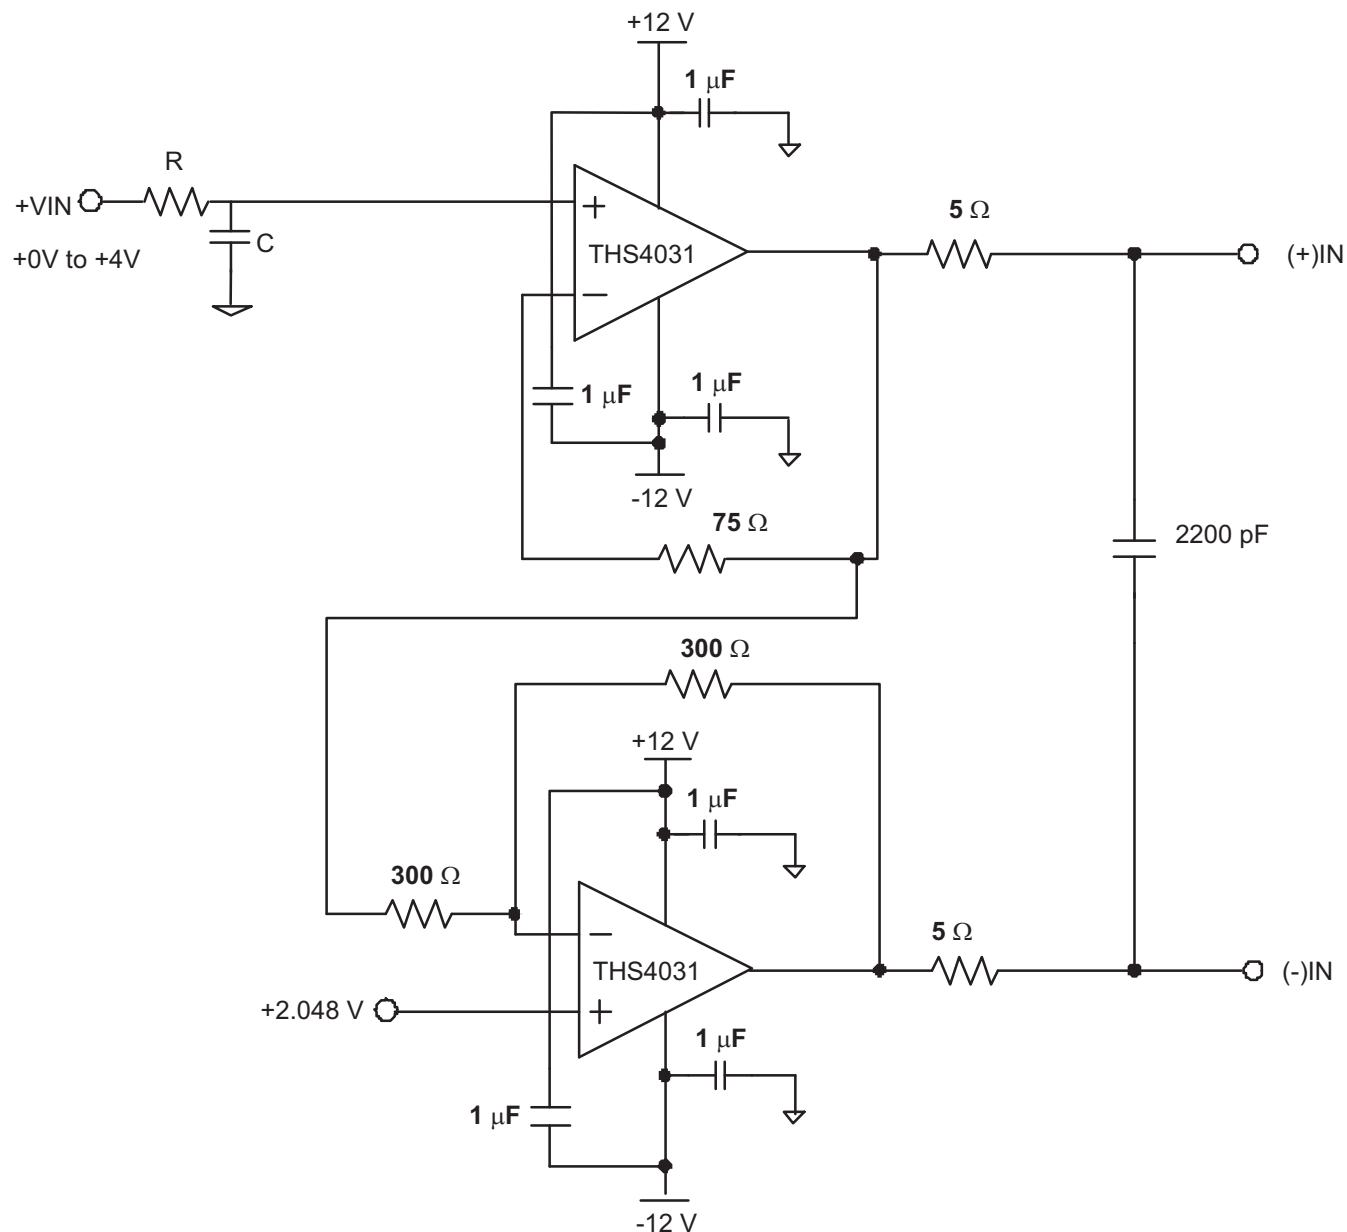 +12 V
1 μF
R
+VIN
+0V to +4V
C
+
THS4031
−
5 Ω
(+)IN
1 μF
1 μF
-12 V
75 Ω
2200 pF
300 Ω
+12 V
1 μF
300 Ω
−
THS4031
+
5 Ω
(-)IN
+2.048 V
1 μF
1 μF
-12 V